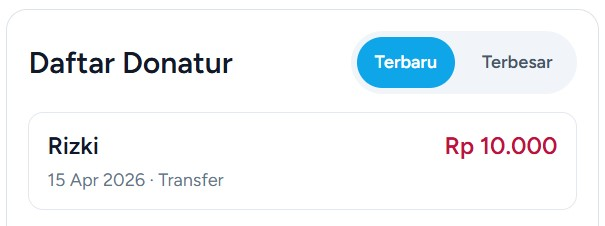 Daftar Donatur
Terbaru
Terbesar
Rizki
Rp 10.000
15 Apr 2026 · Transfer